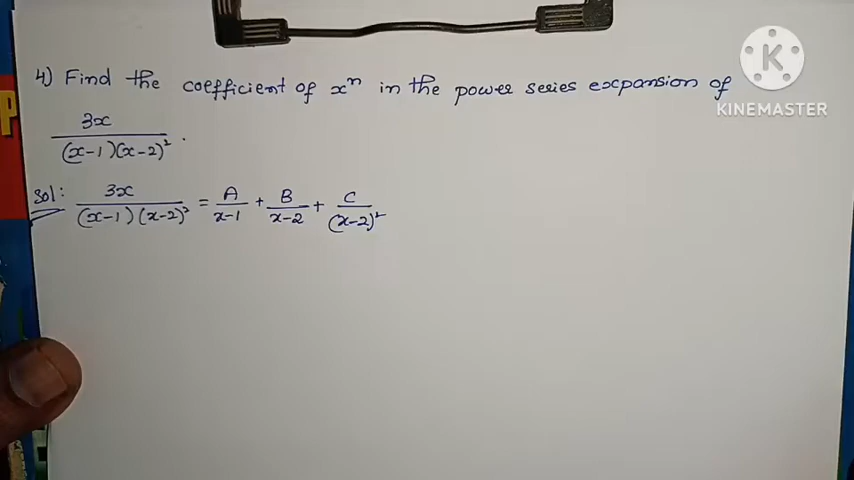 K
KINEMASTER
4) Find the coefficient of xⁿ in the power series expansion of
3x / (x-1)(x-2)² .
Sol: 3x / (x-1)(x-2)² = A / x-1 + B / x-2 + C / (x-2)²
P